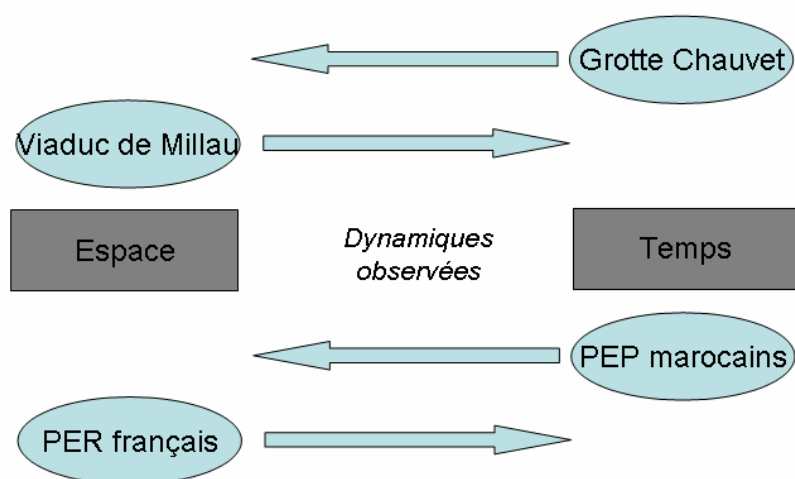 Grotte Chauvet
Viaduc de Millau
Espace
Dynamiques
observées
Temps
PEP marocains
PER français